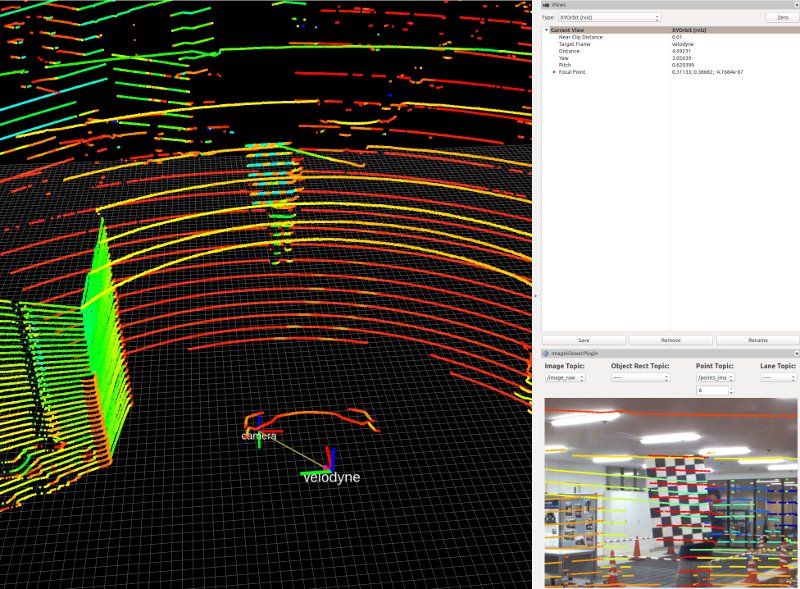 Views
Type:
XYOrbit (rviz)
Zero
Current View
XYOrbit (rviz)
Near Clip Distance
0.01
Target Frame
velodyne
Distance
4.69231
Yaw
3.05039
Pitch
0.620399
Focal Point
0.31133; 0.36682; -4.7684e-07
Save
Remove
Rename
ImageViewerPlugin
Image Topic:
Object Rect Topic:
Point Topic:
Lane Topic:
/image_raw
----
/points_ima
----
6
camera
velodyne